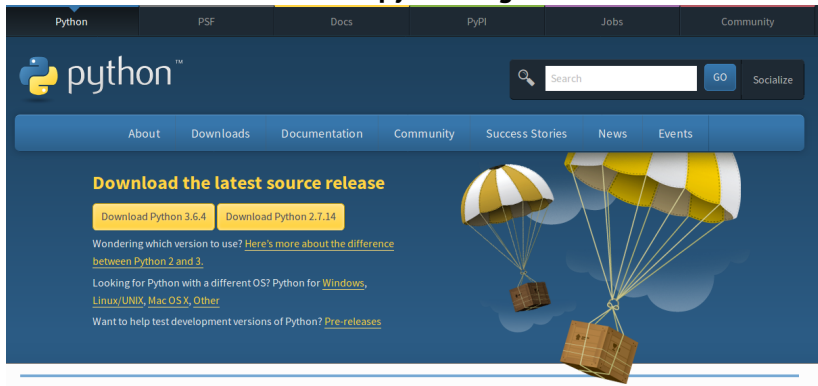 Python PSF Docs PyPI Jobs Community
python™
Search GO Socialize
About Downloads Documentation Community Success Stories News Events
Download the latest source release
Download Python 3.6.4 Download Python 2.7.14
Wondering which version to use? Here's more about the difference
between Python 2 and 3.
Looking for Python with a different OS? Python for Windows,
Linux/UNIX, Mac OS X, Other
Want to help test development versions of Python? Pre-releases